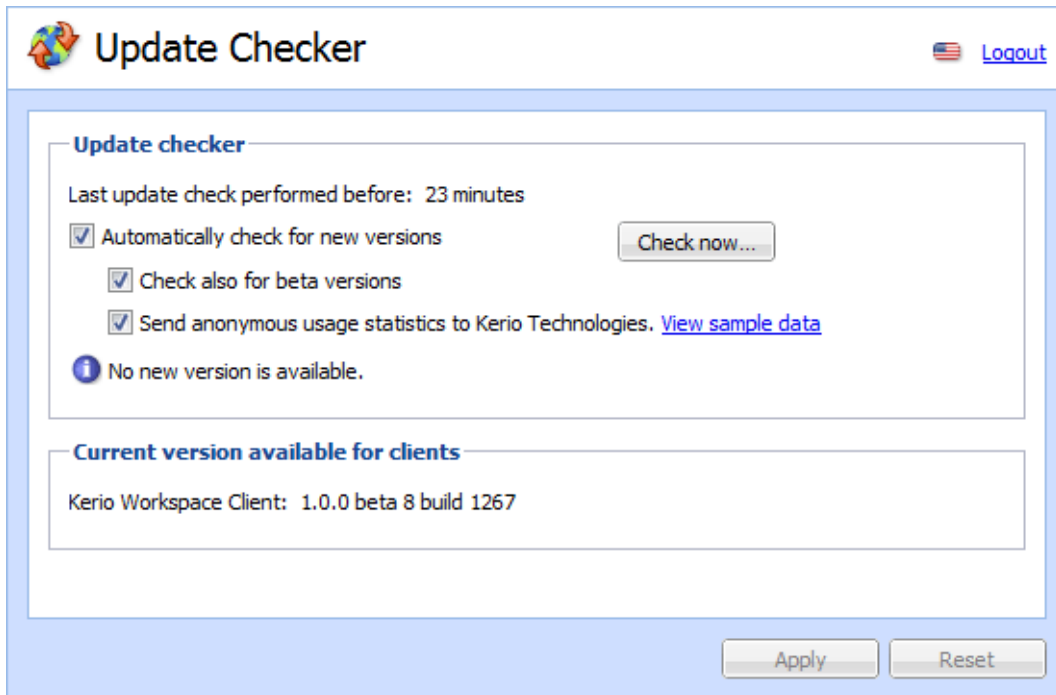 Update Checker
Logout
Update checker
Last update check performed before: 23 minutes
Automatically check for new versions
Check now...
Check also for beta versions
Send anonymous usage statistics to Kerio Technologies. View sample data
No new version is available.
Current version available for clients
Kerio Workspace Client: 1.0.0 beta 8 build 1267
Apply
Reset